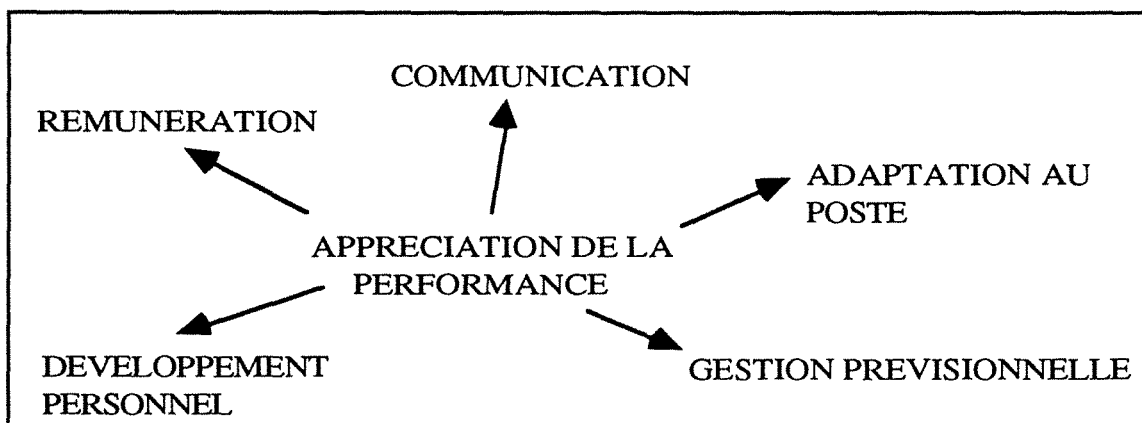 COMMUNICATION
REMUNERATION
ADAPTATION AU
POSTE
APPRECIATION DE LA
PERFORMANCE
DEVELOPPEMENT
PERSONNEL
GESTION PREVISIONNELLE